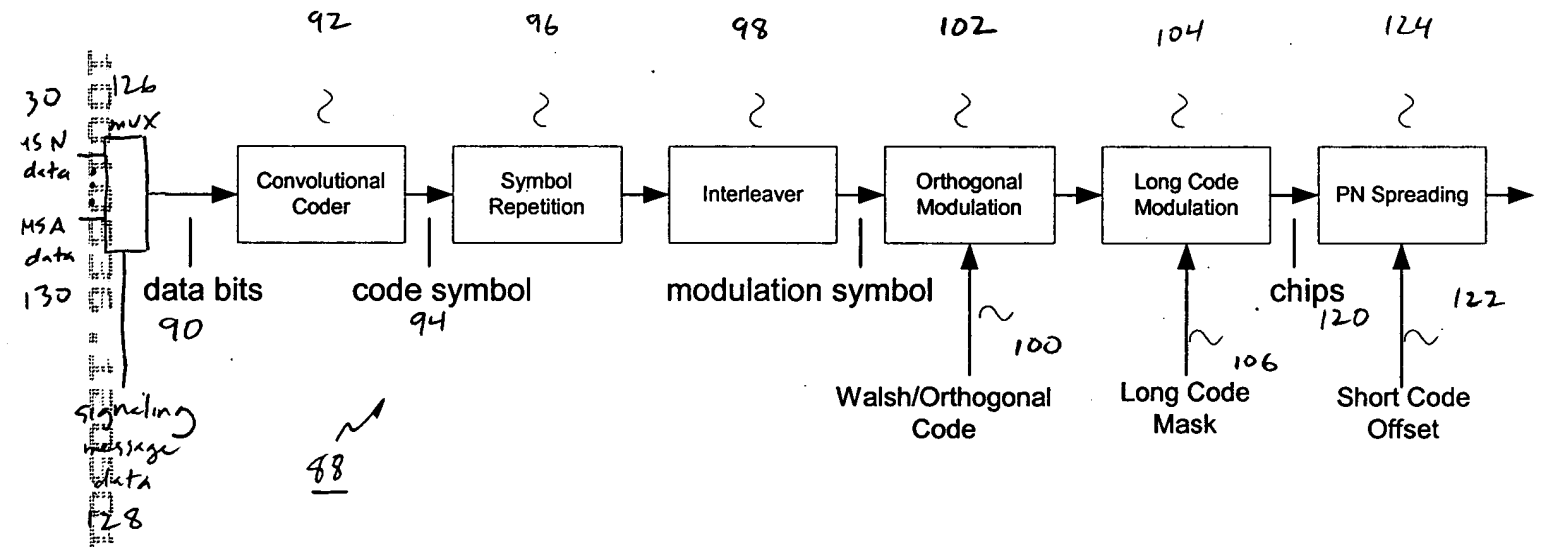 92
96
98
102
104
124
30
126
mux
data
MSA
data
130
Convolutional
Coder
Symbol
Repetition
Interleaver
Orthogonal
Modulation
Long Code
Modulation
PN Spreading
data bits
90
code symbol
94
modulation symbol
chips
120
100
106
122
Walsh/Orthogonal
Code
Long Code
Mask
Short Code
Offset
signaling
message
data
128
88